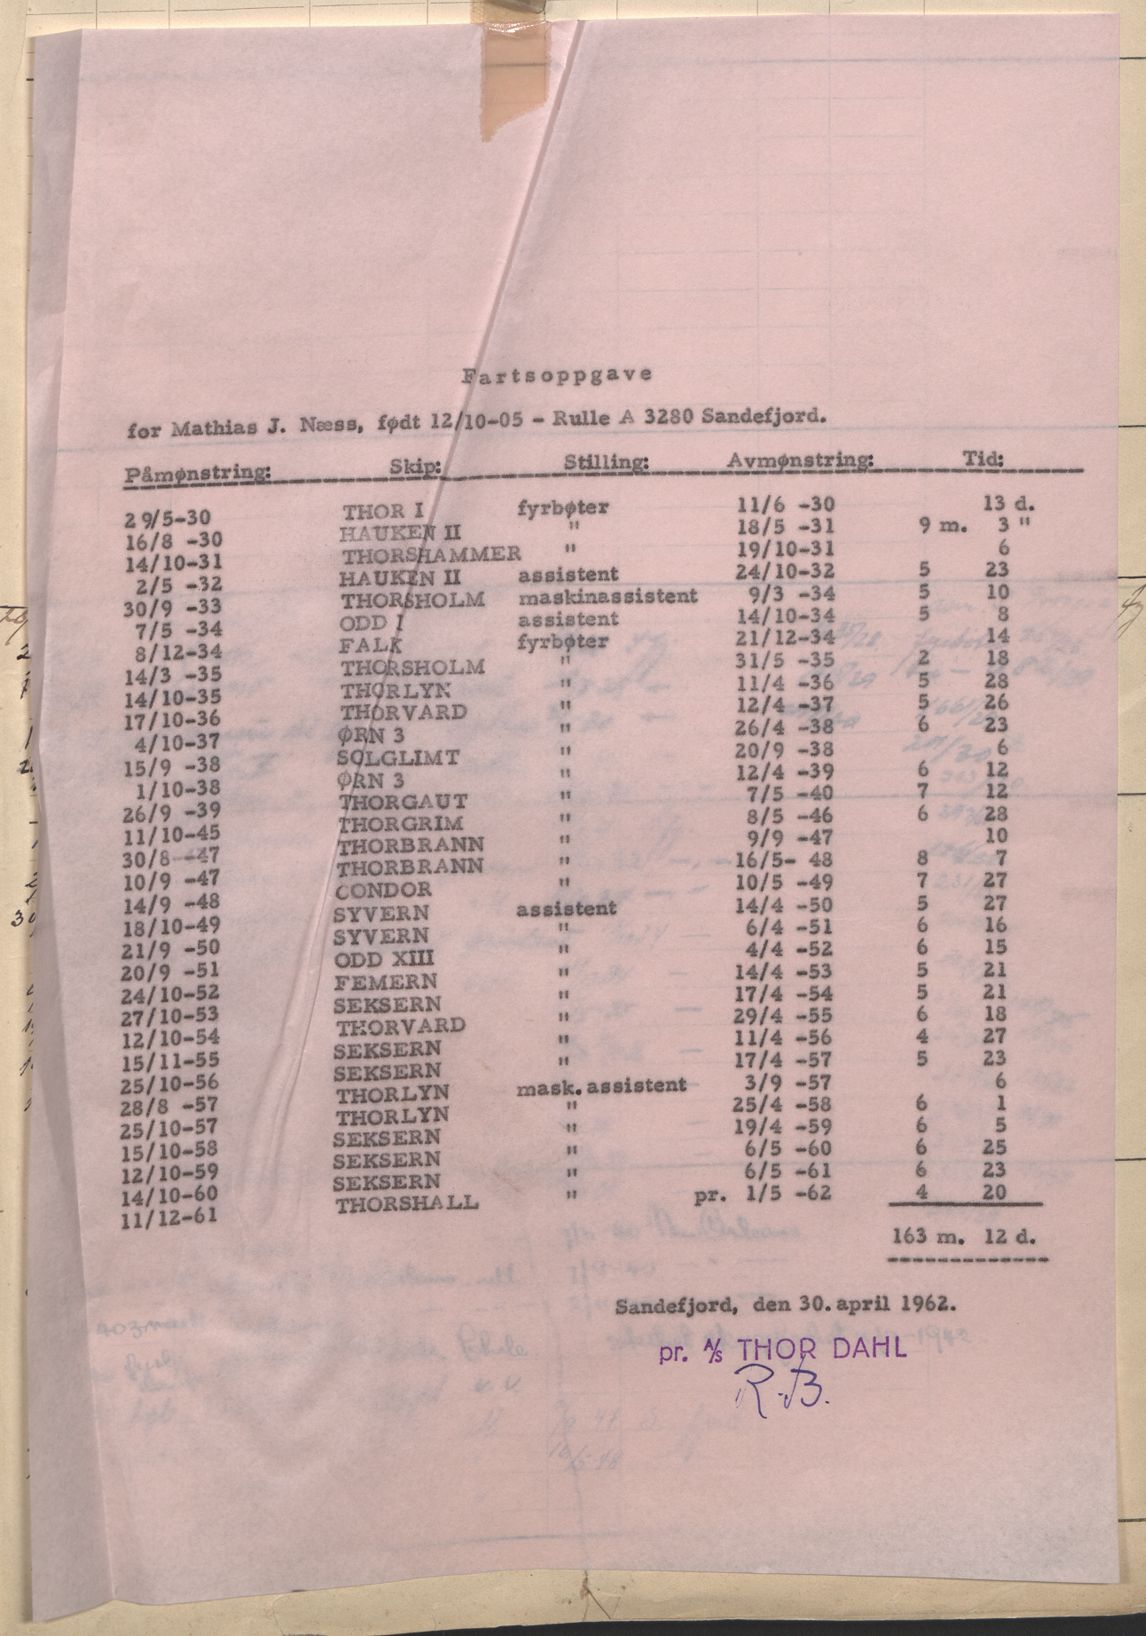 Fartsoppgave
for Mathias J. Næss, født 12/10-05 - Rulle A 3280 Sandefjord.
Påmønstring: Skip: Stilling: Avmønstring: Tid:
29/5-30 THOR I fyrbøter 11/6 -30 13 d.
16/8 -30 HAUKEN II " 18/5 -31 9 m. 3 "
14/10-31 THORSHAMMER " 19/10-31 6
2/5 -32 HAUKEN II assistent 24/10-32 5 23
30/9 -33 THORSHOLM maskinassistent 9/3 -34 5 10
7/5 -34 ODD I assistent 14/10-34 5 8
8/12-34 FALK fyrbøter 21/12-34 14
14/3 -35 THORSHOLM " 31/5 -35 2 18
14/10-35 THORLYN " 11/4 -36 5 28
17/10-36 THORVARD " 12/4 -37 5 26
4/10-37 ØRN 3 " 26/4 -38 6 23
15/9 -38 SOLGLIMT " 20/9 -38 6
1/10-38 ØRN 3 " 12/4 -39 6 12
26/9 -39 THORGAUT " 7/5 -40 7 12
11/10-45 THORGRIM " 8/5 -46 6 28
30/8 -47 THORBRANN " 9/9 -47 10
10/9 -47 THORBRANN " 16/5- 48 8 7
14/9 -48 CONDOR " 10/5 -49 7 27
18/10-49 SYVERN assistent 14/4 -50 5 27
21/9 -50 SYVERN " 6/4 -51 6 16
20/9 -51 ODD XIII " 4/4 -52 6 15
24/10-52 FEMERN " 14/4 -53 5 21
27/10-53 SEKSERN " 17/4 -54 5 21
12/10-54 THORVARD " 29/4 -55 6 18
15/11-55 SEKSERN " 11/4 -56 4 27
25/10-56 SEKSERN " 17/4 -57 5 23
28/8 -57 THORLYN mask. assistent 3/9 -57 6
25/10-57 THORLYN " 25/4 -58 6 1
15/10-58 SEKSERN " 19/4 -59 6 5
12/10-59 SEKSERN " 6/5 -60 6 25
14/10-60 SEKSERN " 6/5 -61 6 23
11/12-61 THORSHALL " pr. 1/5 -62 4 20
163 m. 12 d.
Sandefjord, den 30. april 1962.
pr. A/S THOR DAHL
R.B.